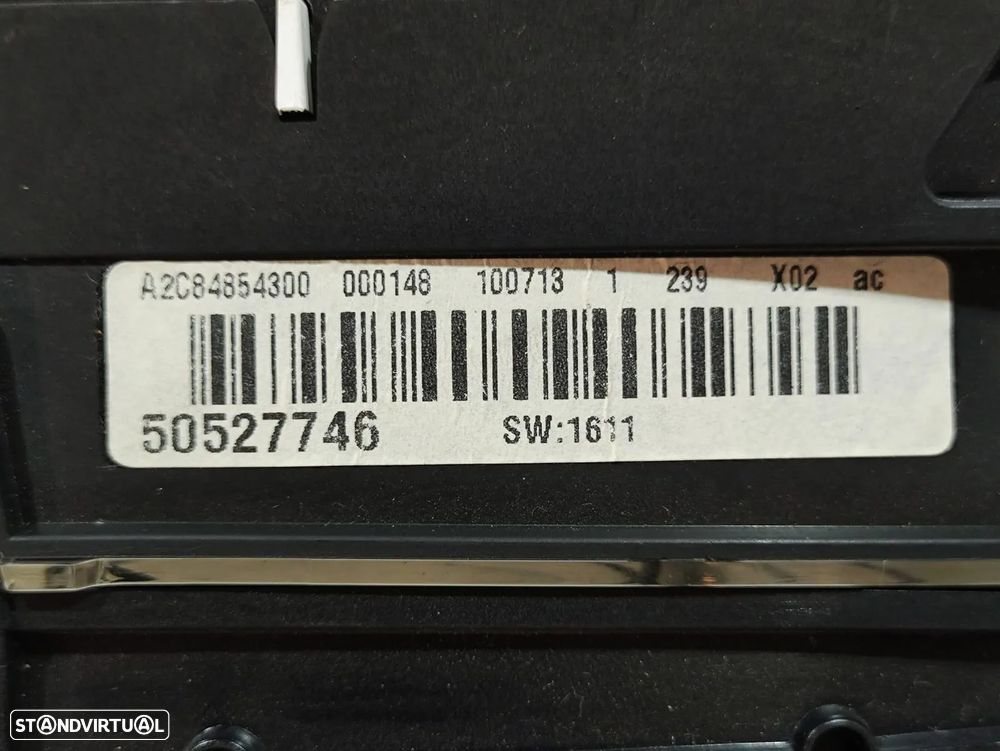 A2C84854300 000148 100713 1 239 X02 ac
50527746 SW:1611
STANDVIRTUAL